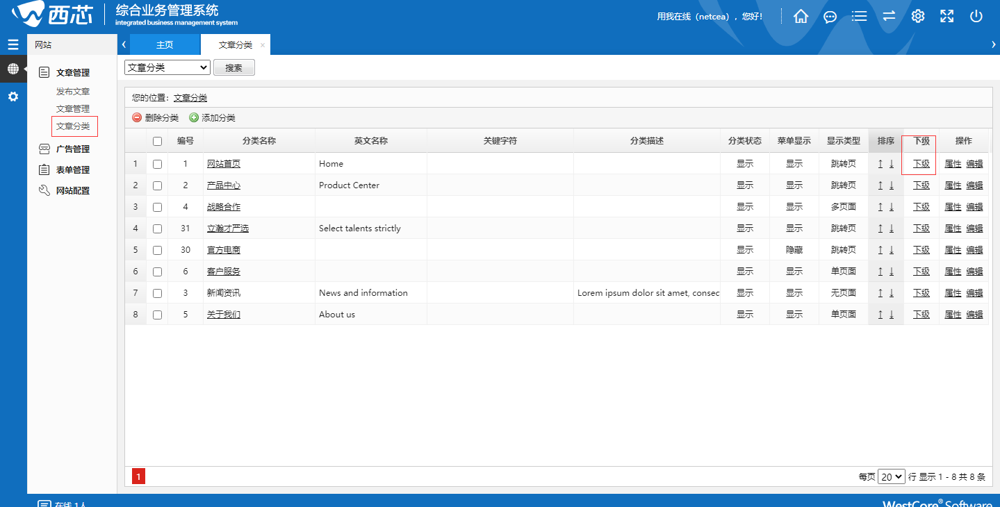 西芯 综合业务管理系统
integrated business management system
用我在线（netcea），您好！
网站
主页
文章分类 ×
文章管理
发布文章
文章管理
文章分类
广告管理
表单管理
网站配置
文章分类 搜索
您的位置：文章分类
删除分类 添加分类
编号 分类名称 英文名称 关键字符 分类描述 分类状态 菜单显示 显示类型 排序 下级 操作
1 1 网站首页 Home 显示 显示 跳转页 ↑ ↓ 下级 属性 编辑
2 2 产品中心 Product Center 显示 显示 跳转页 ↑ ↓ 下级 属性 编辑
3 4 战略合作 显示 显示 多页面 ↑ ↓ 下级 属性 编辑
4 31 立瀚才严选 Select talents strictly 显示 显示 跳转页 ↑ ↓ 下级 属性 编辑
5 30 官方电商 显示 隐藏 跳转页 ↑ ↓ 下级 属性 编辑
6 6 客户服务 显示 显示 单页面 ↑ ↓ 下级 属性 编辑
7 3 新闻资讯 News and information Lorem ipsum dolor sit amet, consec 显示 显示 无页面 ↑ ↓ 下级 属性 编辑
8 5 关于我们 About us 显示 显示 单页面 ↑ ↓ 下级 属性 编辑
1
每页 20 行 显示 1 - 8 共 8 条
在线 1人
WestCore® Software